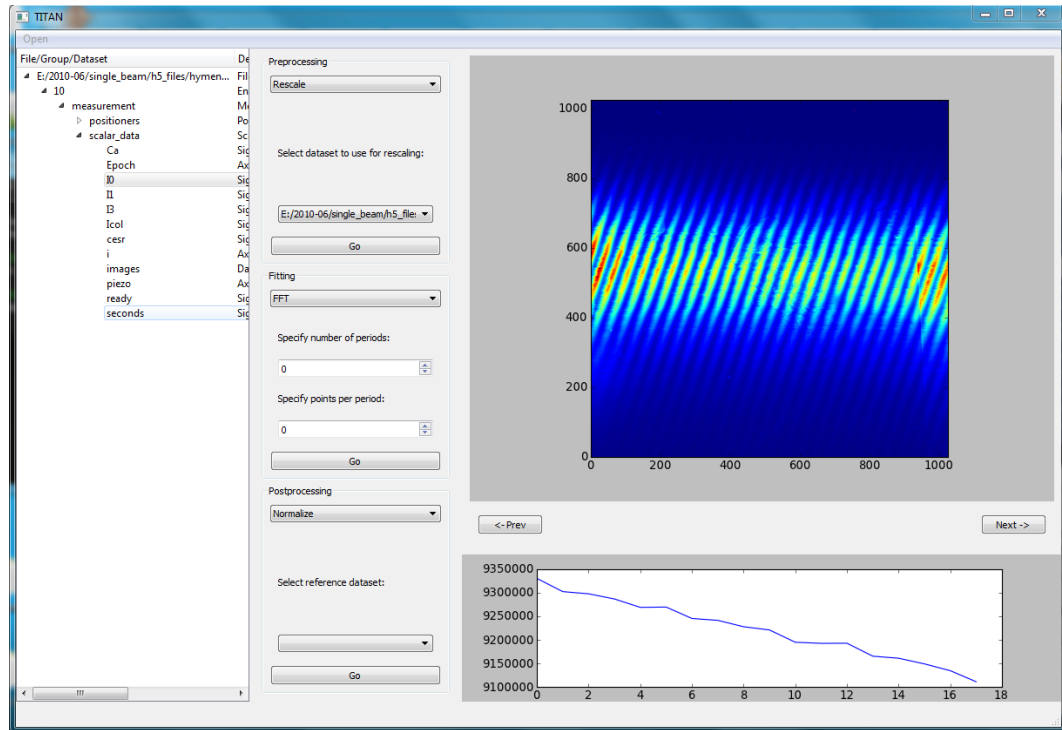 TITAN
Open
File/Group/Dataset De
E:/2010-06/single_beam/h5_files/hymen... Fil
10 En
measurement Me
positioners Po
scalar_data Sc
Ca Sig
Epoch Ax
I0 Sig
I1 Sig
I3 Sig
Icol Sig
cesr Sig
i Ax
images Da
piezo Ax
ready Sig
seconds Sig
Preprocessing
Rescale
Select dataset to use for rescaling:
E:/2010-06/single_beam/h5_file:
Go
Fitting
FFT
Specify number of periods:
0
Specify points per period:
0
Go
Postprocessing
Normalize
Select reference dataset:
Go
1000
800
600
400
200
0
0 200 400 600 800 1000
<- Prev Next ->
9350000
9300000
9250000
9200000
9150000
9100000
0 2 4 6 8 10 12 14 16 18